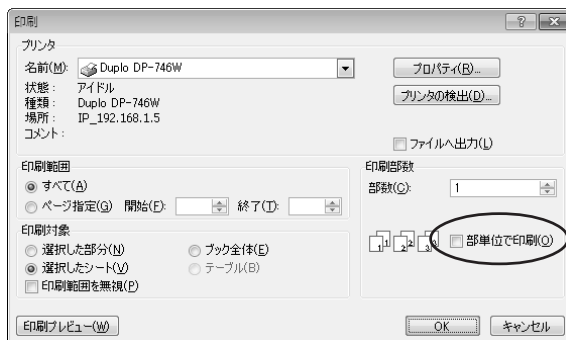 印刷
プリンタ
名前(M): Duplo DP-746W
状態： アイドル
種類： Duplo DP-746W
場所： IP_192.168.1.5
コメント：
プロパティ(R)...
プリンタの検出(D)...
ファイルへ出力(L)
印刷範囲
すべて(A)
ページ指定(G) 開始(F): 終了(T):
印刷対象
選択した部分(N) ブック全体(E)
選択したシート(V) テーブル(B)
印刷範囲を無視(P)
印刷部数
部数(C): 1
1 1 2 2 3 3 部単位で印刷(O)
印刷プレビュー(W) OK キャンセル